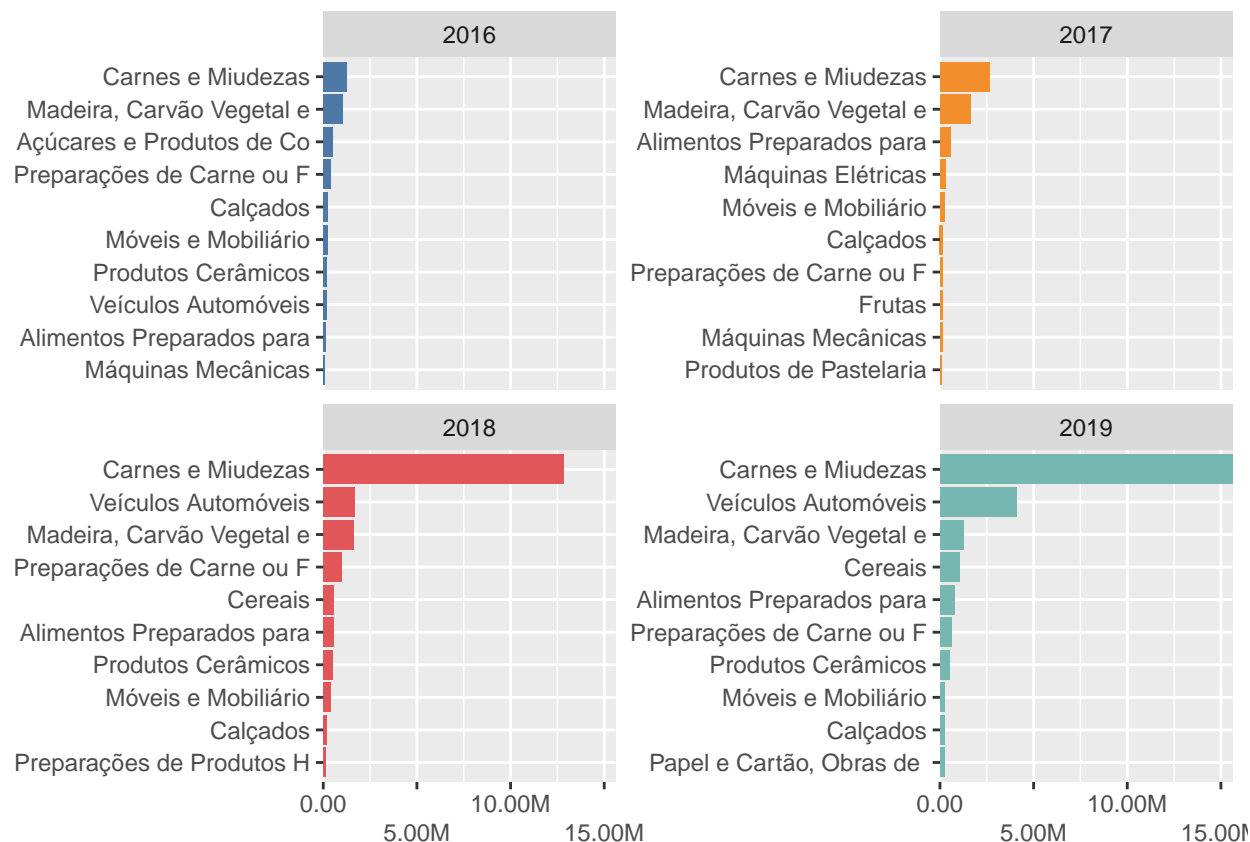 2016
Carnes e Miudezas
Madeira, Carvão Vegetal e
Açúcares e Produtos de Co
Preparações de Carne ou F
Calçados
Móveis e Mobiliário
Produtos Cerâmicos
Veículos Automóveis
Alimentos Preparados para
Máquinas Mecânicas
2017
Carnes e Miudezas
Madeira, Carvão Vegetal e
Alimentos Preparados para
Máquinas Elétricas
Móveis e Mobiliário
Calçados
Preparações de Carne ou F
Frutas
Máquinas Mecânicas
Produtos de Pastelaria
2018
Carnes e Miudezas
Veículos Automóveis
Madeira, Carvão Vegetal e
Preparações de Carne ou F
Cereais
Alimentos Preparados para
Produtos Cerâmicos
Móveis e Mobiliário
Calçados
Preparações de Produtos H
0.00 10.00M
5.00M 15.00M
2019
Carnes e Miudezas
Veículos Automóveis
Madeira, Carvão Vegetal e
Cereais
Alimentos Preparados para
Preparações de Carne ou F
Produtos Cerâmicos
Móveis e Mobiliário
Calçados
Papel e Cartão, Obras de
0.00 10.00M
5.00M 15.00M